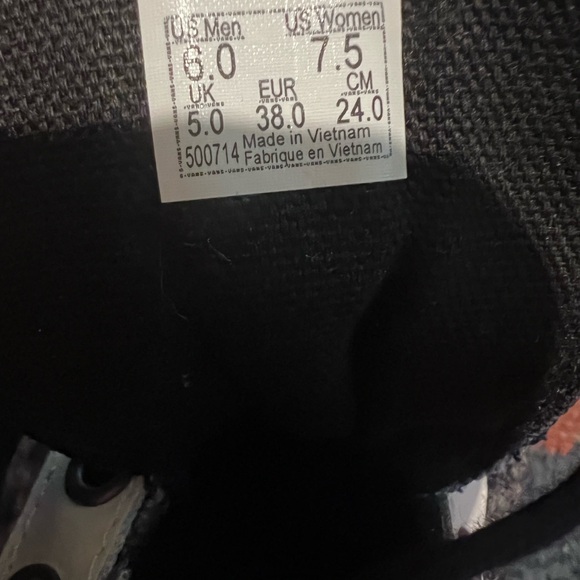 U.S Men US Women
6.0 7.5
UK EUR CM
5.0 38.0 24.0
Made in Vietnam
500714 Fabrique en Vietnam